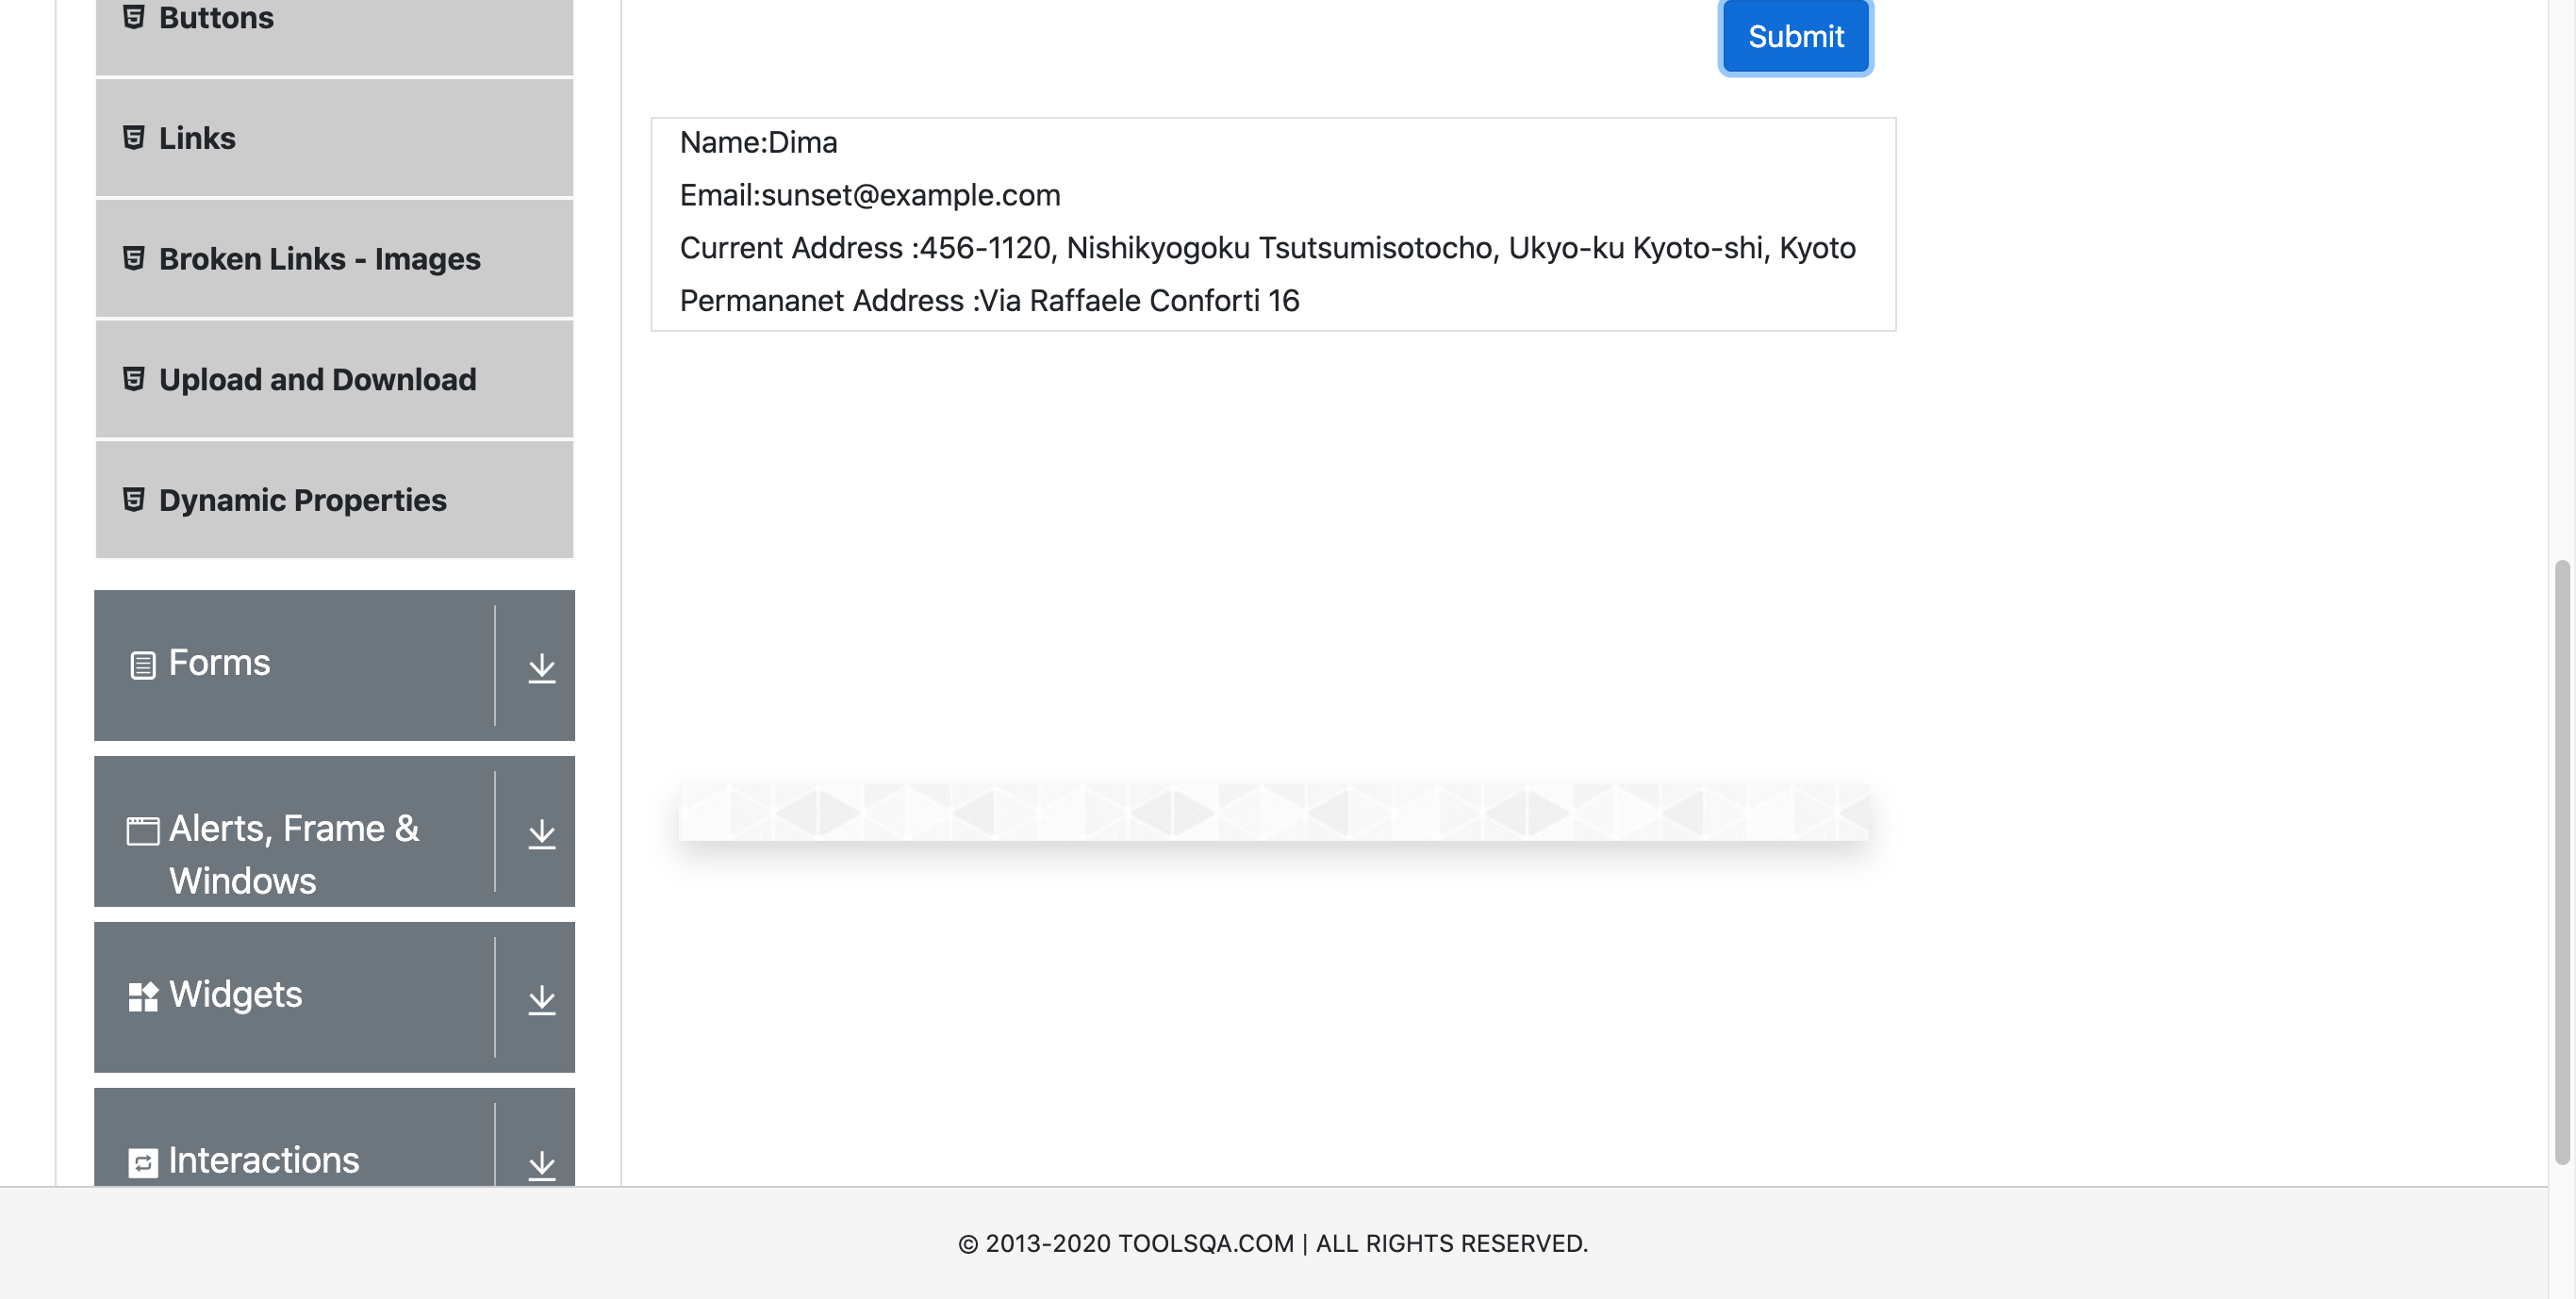 Buttons
Links
Broken Links - Images
Upload and Download
Dynamic Properties
Forms
Alerts, Frame &
Windows
Widgets
Interactions
Submit
Name:Dima
Email:sunset@example.com
Current Address :456-1120, Nishikyogoku Tsutsumisotocho, Ukyo-ku Kyoto-shi, Kyoto
Permananet Address :Via Raffaele Conforti 16
© 2013-2020 TOOLSQA.COM | ALL RIGHTS RESERVED.